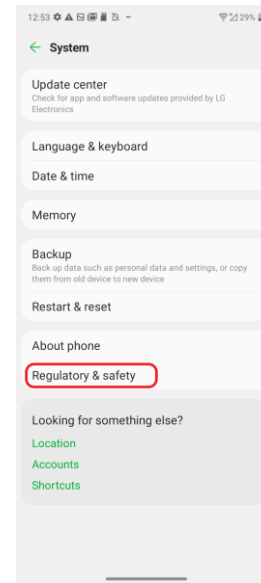 12:53
29%
System
Update center
Check for app and software updates provided by LG
Electronics
Language & keyboard
Date & time
Memory
Backup
Back up data such as personal data and settings, or copy
them from old device to new device
Restart & reset
About phone
Regulatory & safety
Looking for something else?
Location
Accounts
Shortcuts